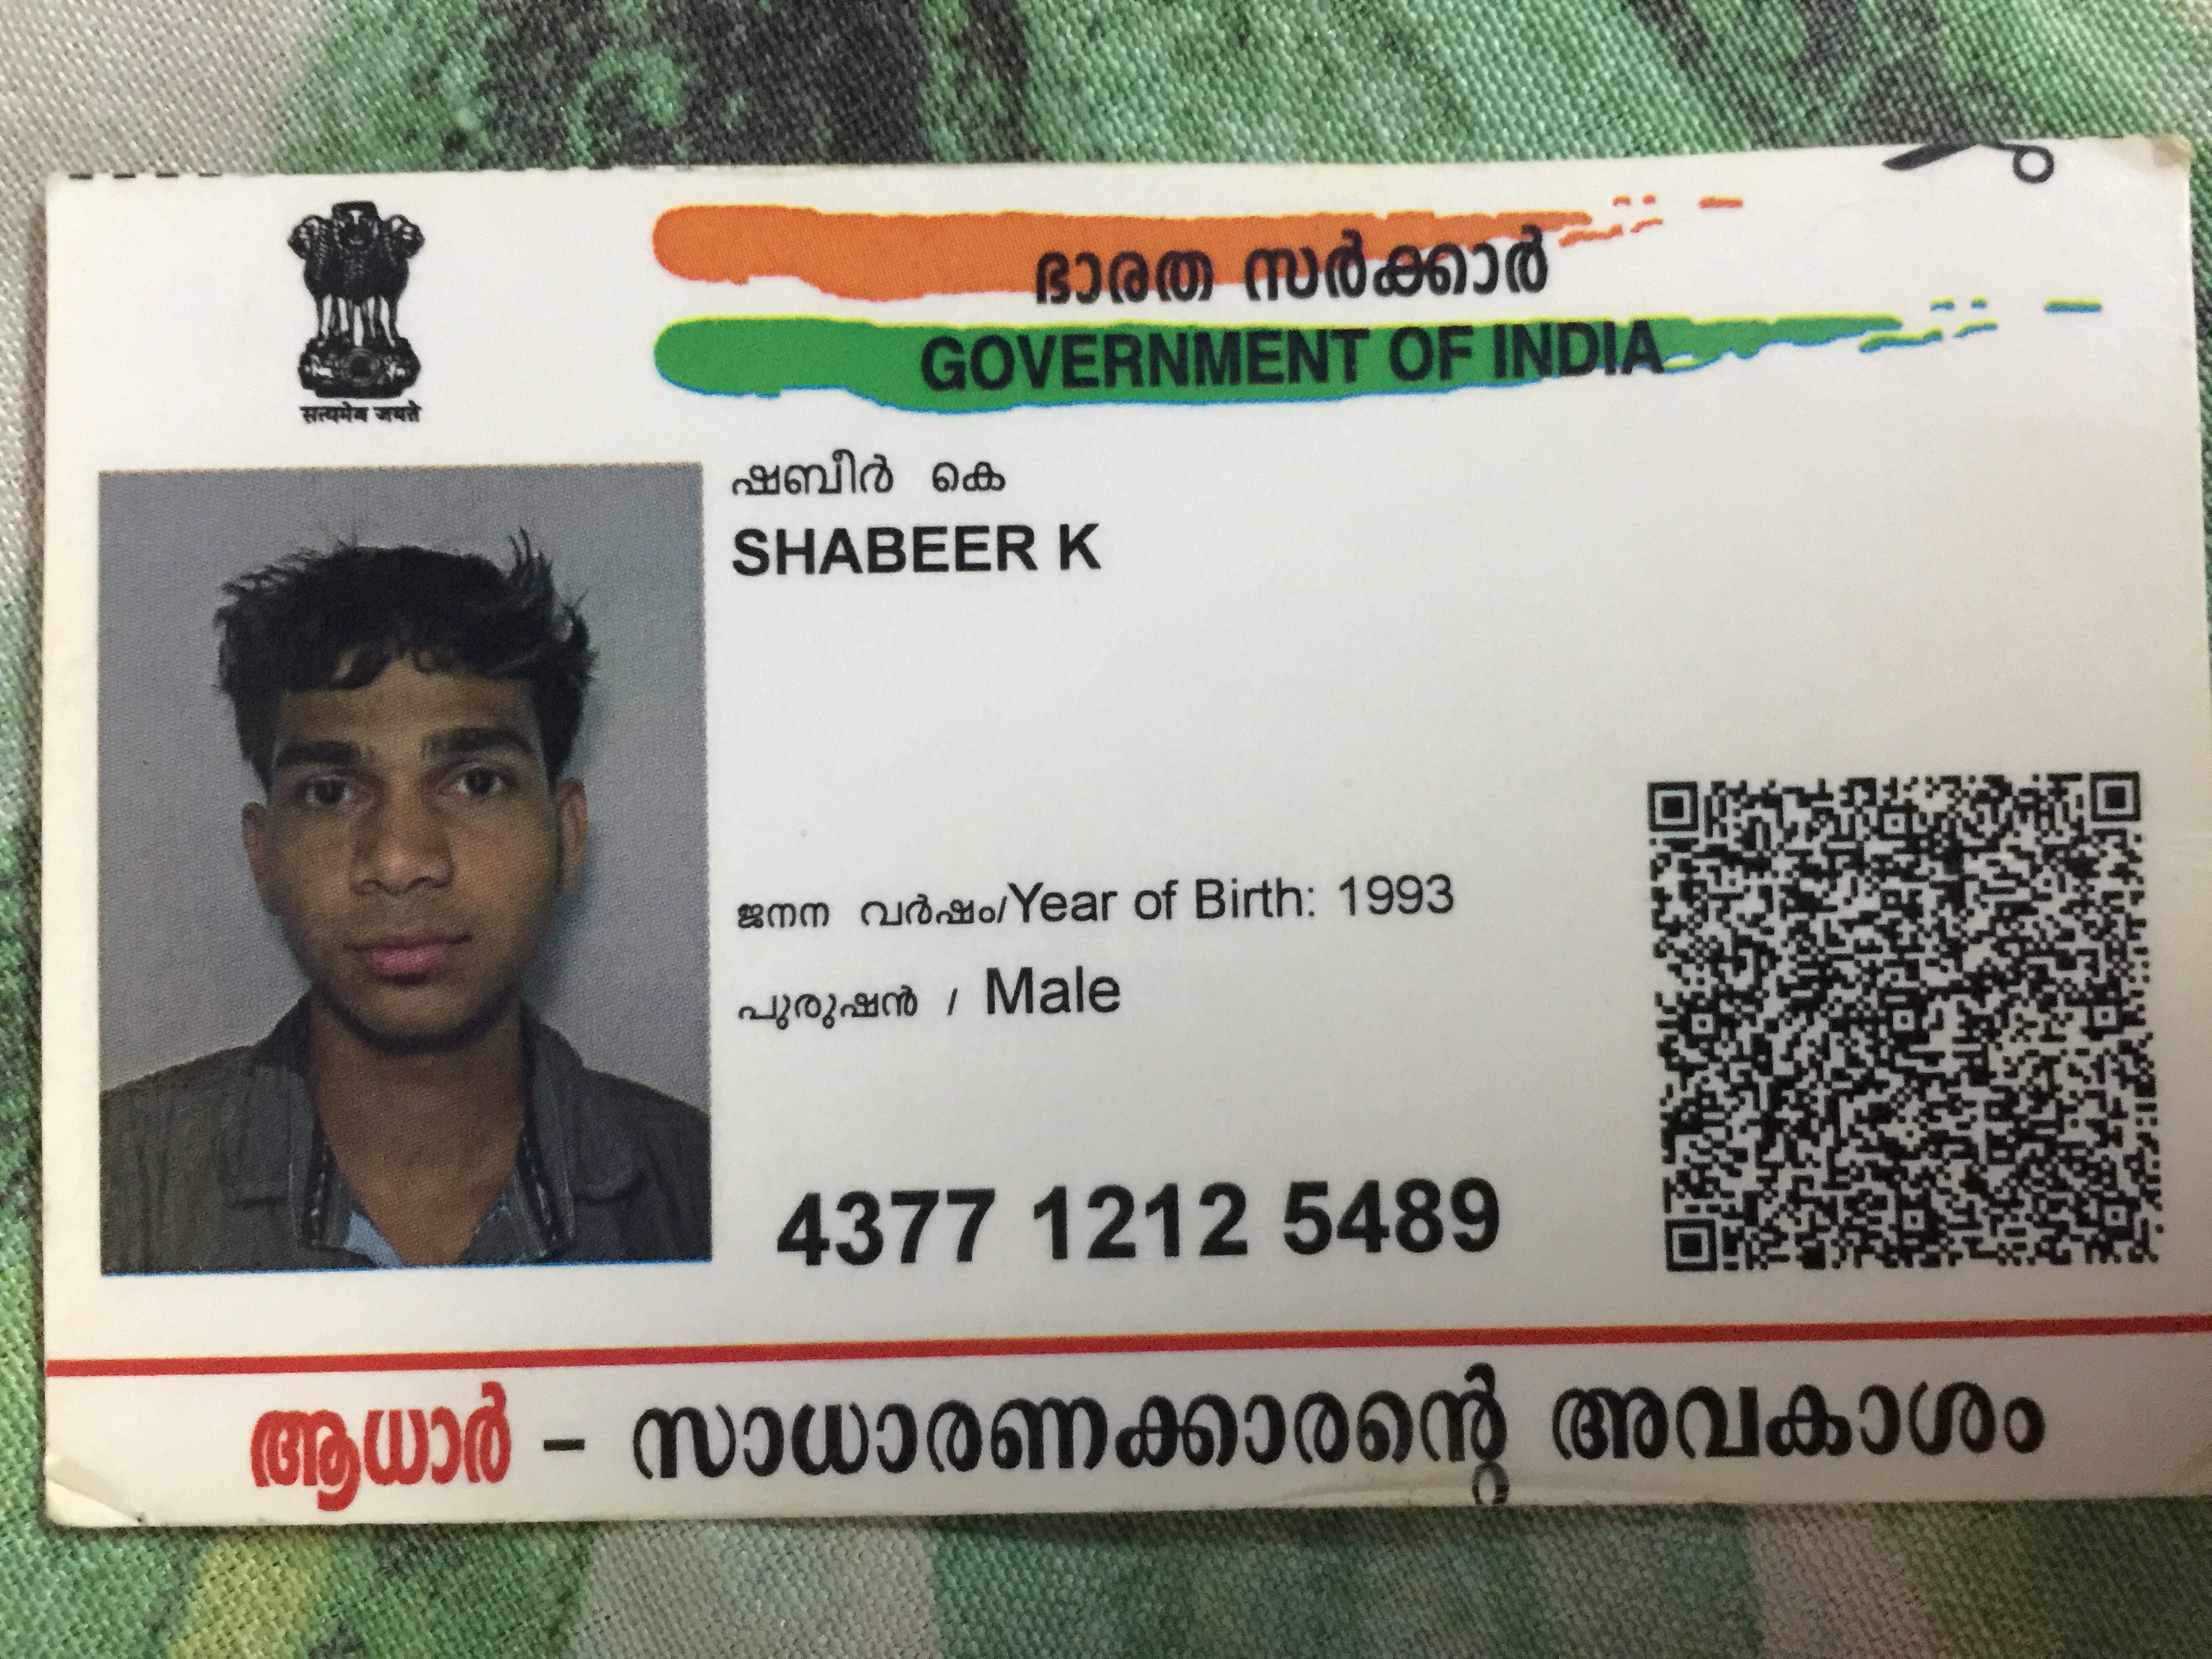 ഭാരത സർക്കാർ
GOVERNMENT OF INDIA
सत्यमेव जयते
ഷബീർ കെ
SHABEER K
ജനന വർഷം/Year of Birth: 1993
പുരുഷൻ / Male
4377 1212 5489
ആധാർ - സാധാരണക്കാരന്റെ അവകാശം